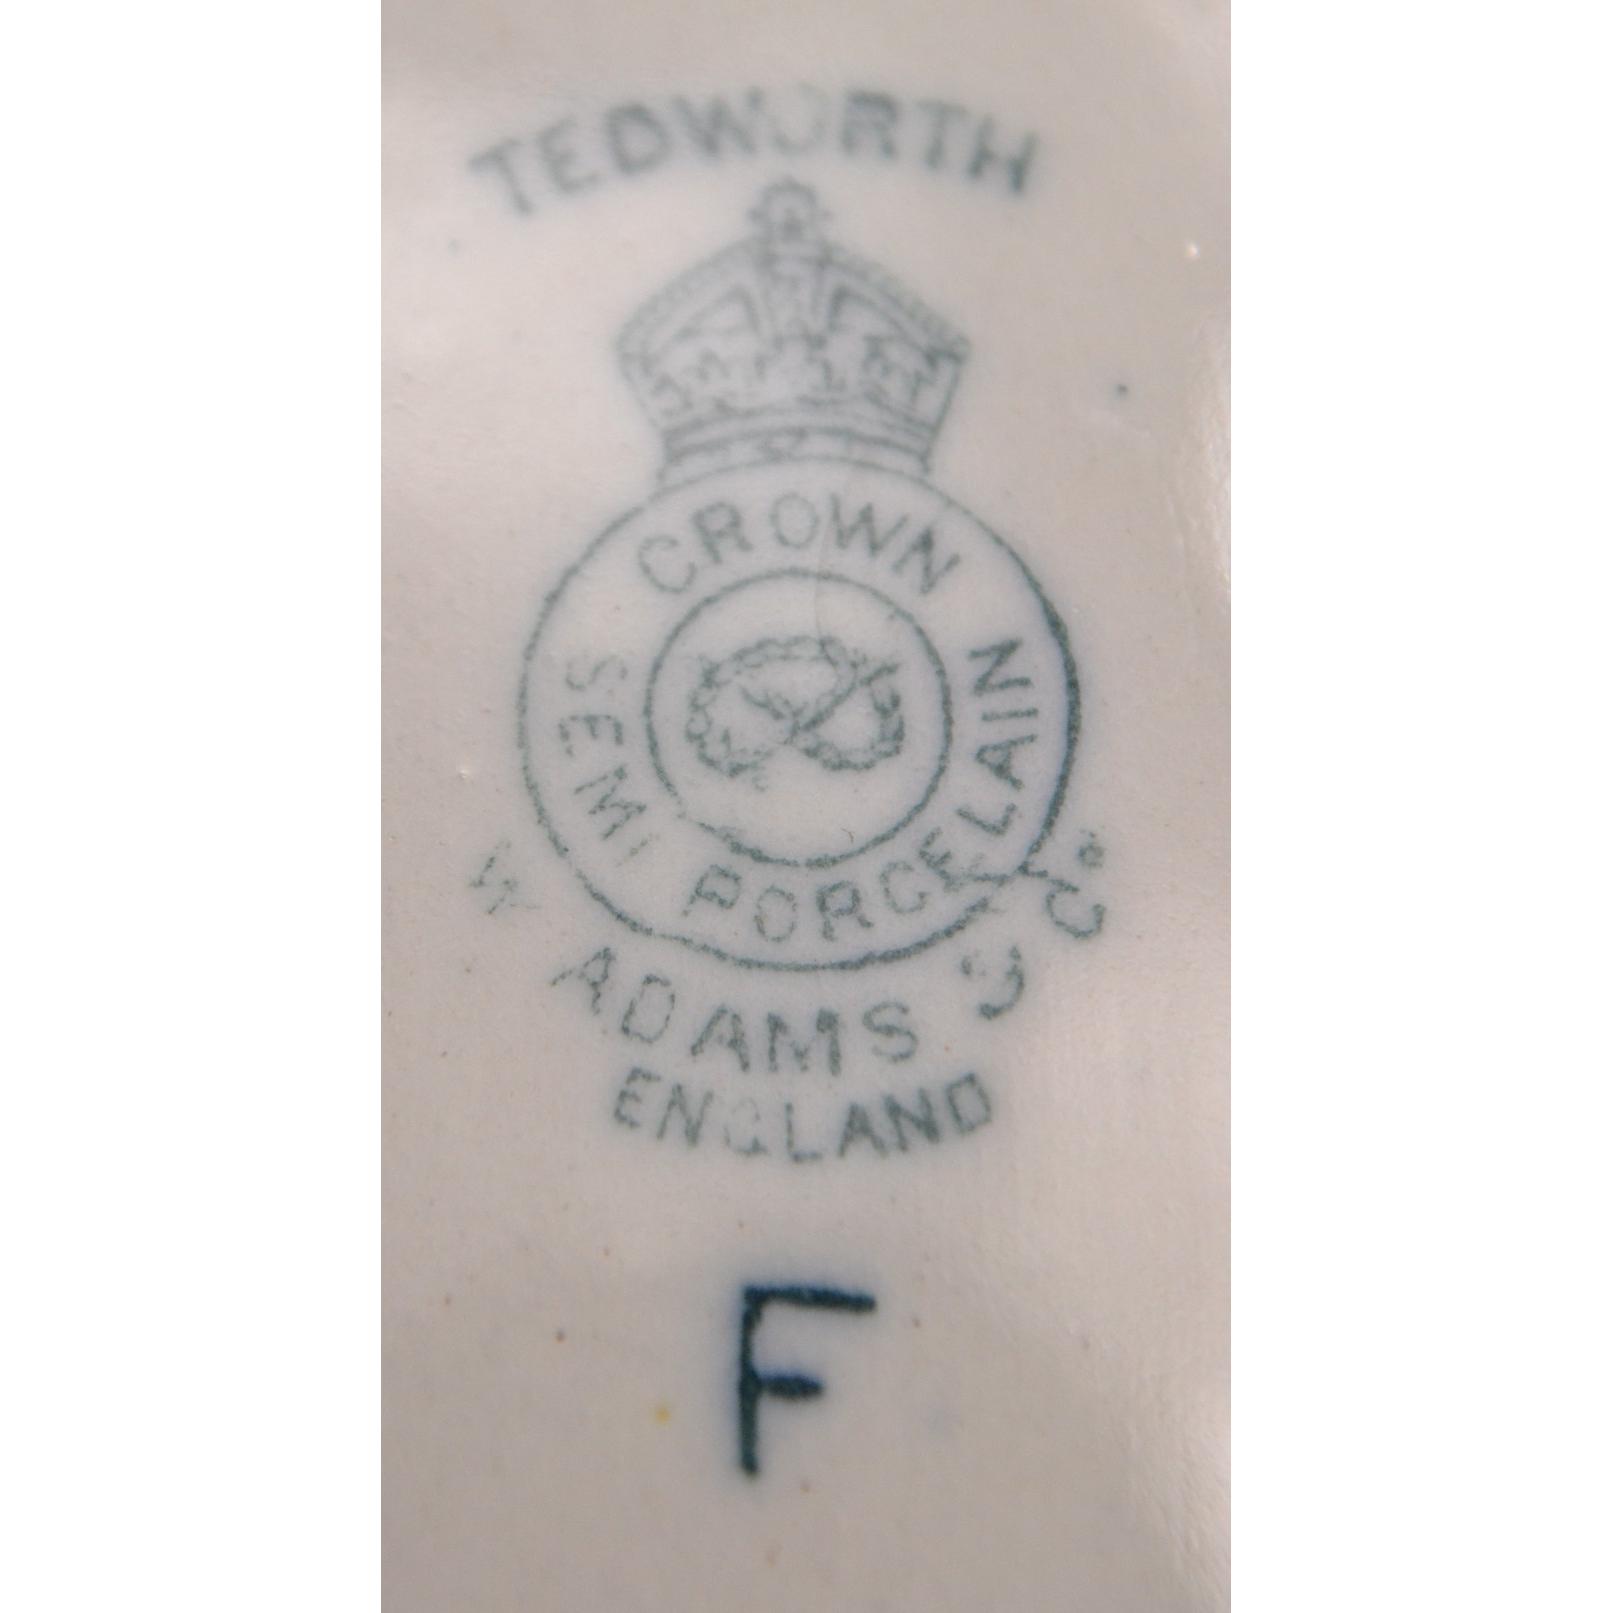 TEDWORTH
CROWN
SEMI PORCELAIN
W ADAMS & Co
ENGLAND
F